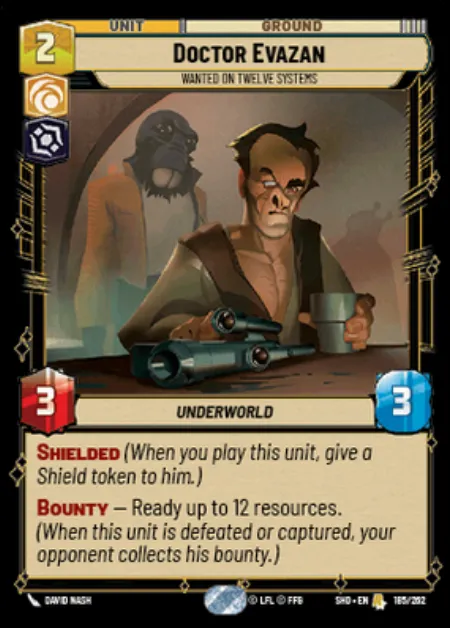 UNIT
GROUND
2
DOCTOR EVAZAN
WANTED ON TWELVE SYSTEMS
3
UNDERWORLD
3
SHIELDED (When you play this unit, give a
Shield token to him.)
BOUNTY — Ready up to 12 resources.
(When this unit is defeated or captured, your
opponent collects his bounty.)
DAVID NASH
© LFL © FFG
SHD • EN
185/262